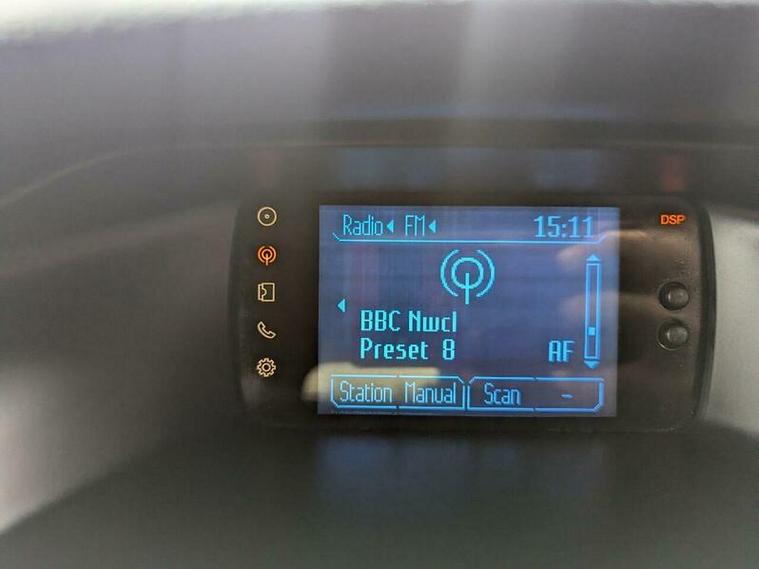 Radio FM 15:11
DSP
BBC Nwcl
Preset 8 AF
Station Manual Scan -